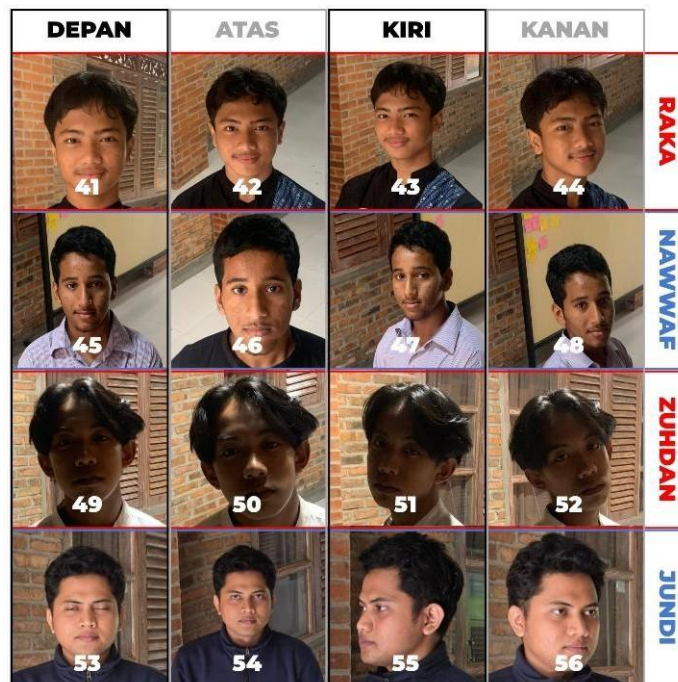 DEPAN ATAS KIRI KANAN
41 42 43 44 RAKA
45 46 47 48 NAWWAF
49 50 51 52 ZUHDAN
53 54 55 56 JUNDI